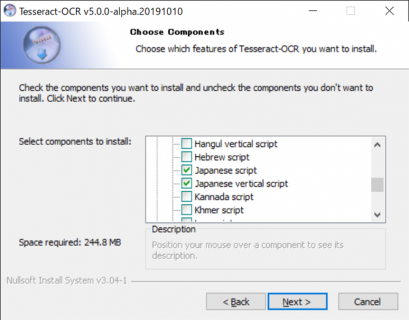 Tesseract-OCR v5.0.0-alpha.20191010
Choose Components
Choose which features of Tesseract-OCR you want to install.
Check the components you want to install and uncheck the components you don't want to
install. Click Next to continue.
Select components to install:
Hangul vertical script
Hebrew script
Japanese script
Japanese vertical script
Kannada script
Khmer script
Space required: 244.8 MB
Description
Position your mouse over a component to see its
description.
Nullsoft Install System v3.04-1
< Back
Next >
Cancel